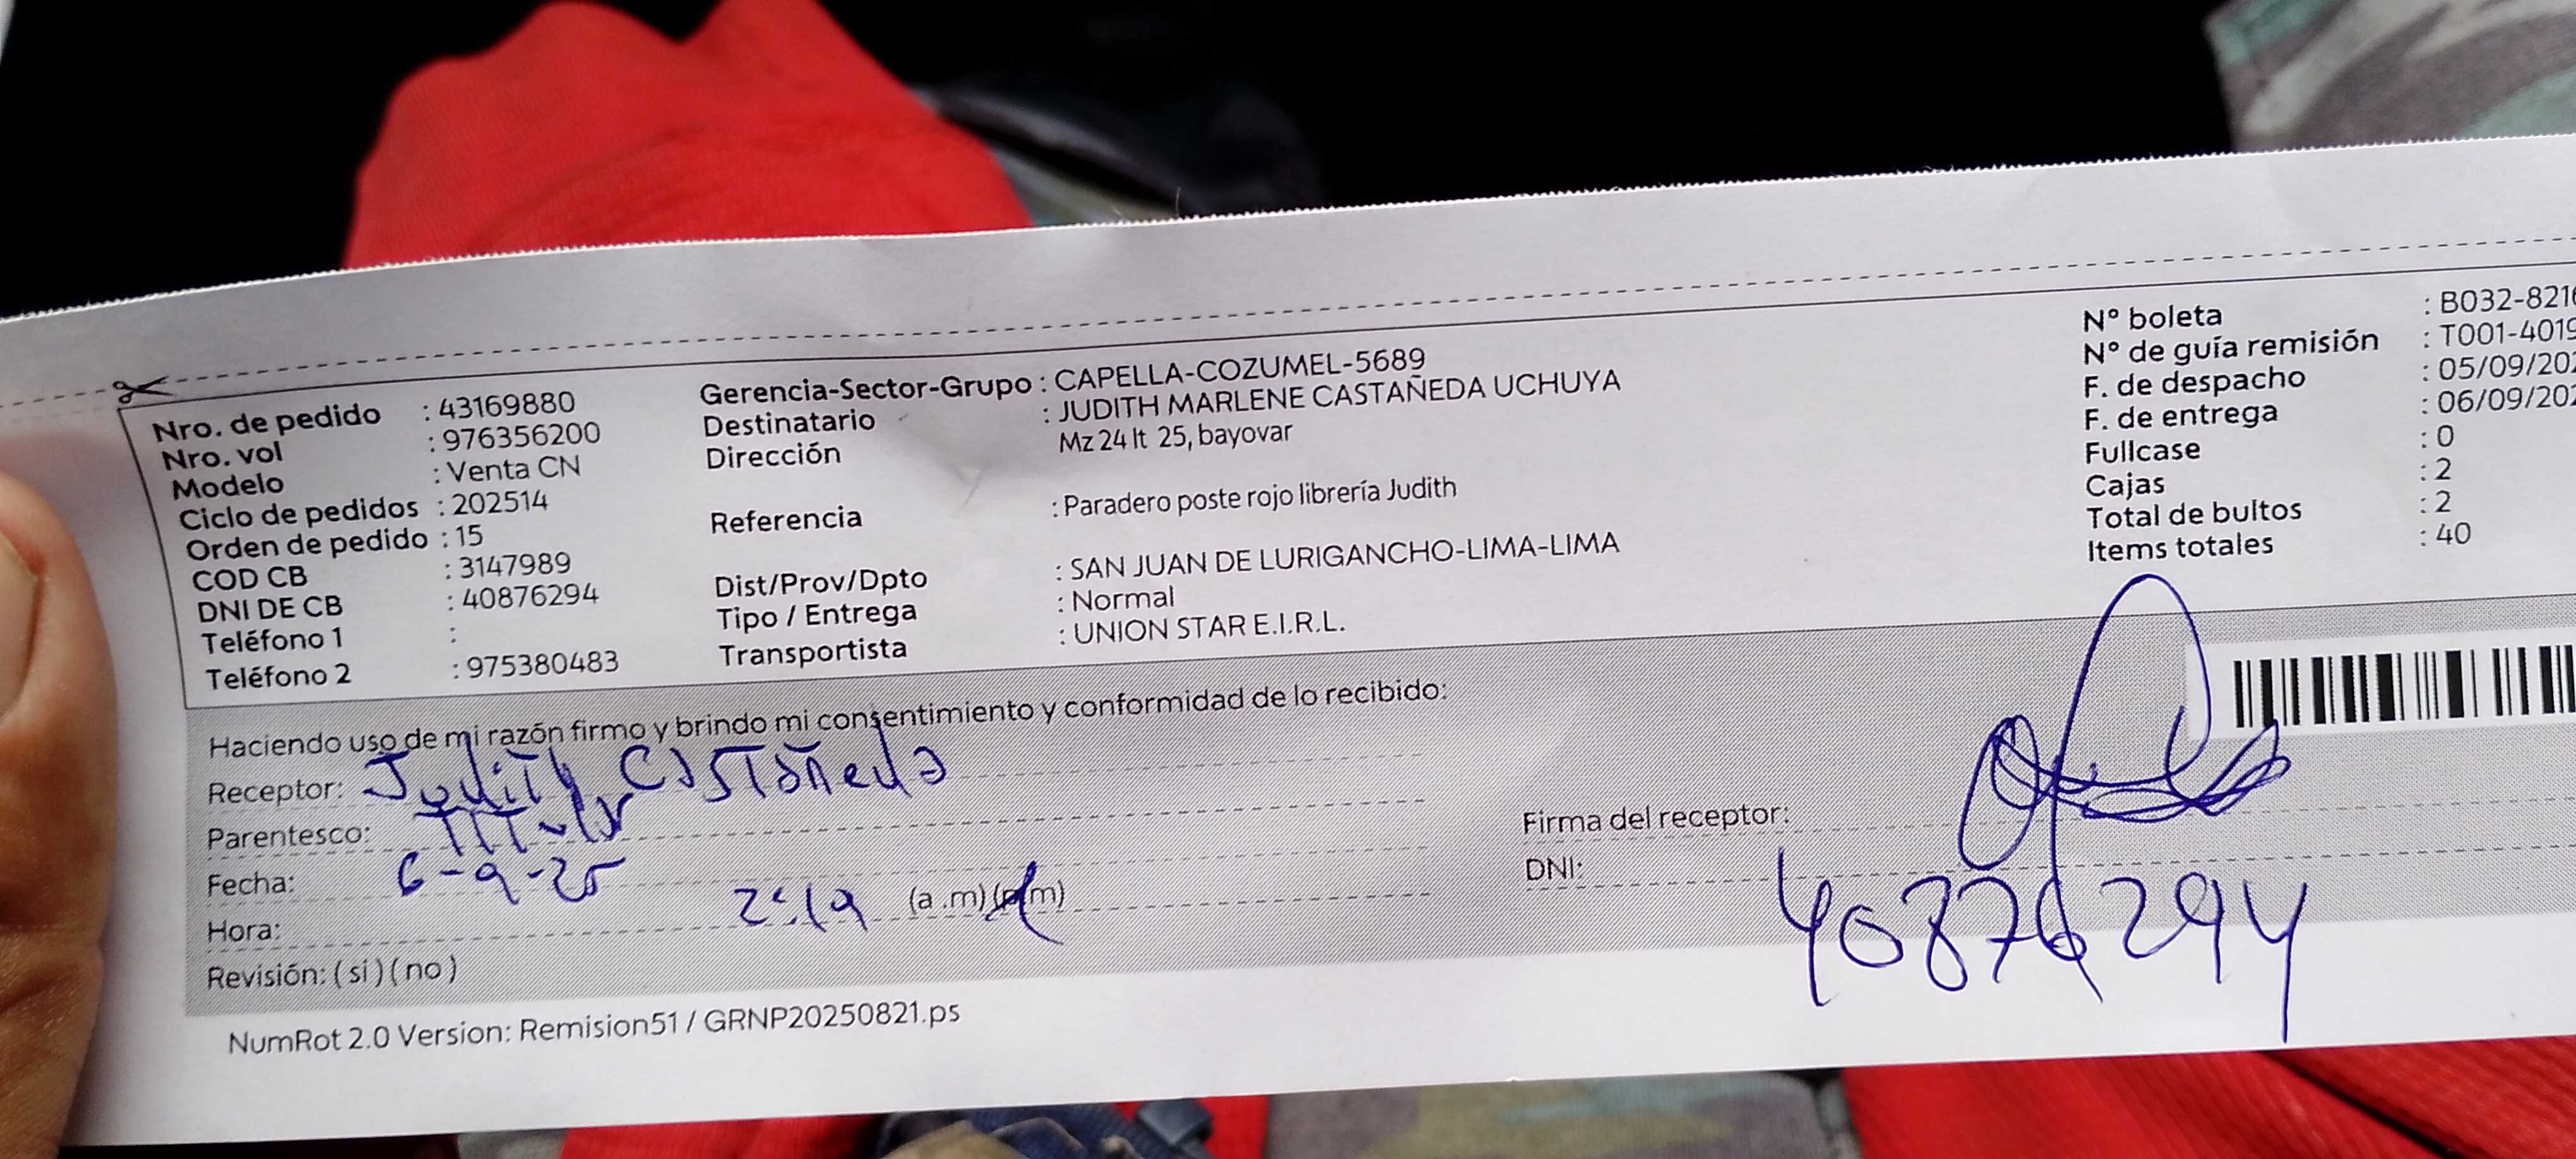 Nro. de pedido : 43169880
Nro. vol : 976356200
Modelo : Venta CN
Ciclo de pedidos : 202514
Orden de pedido : 15
COD CB : 3147989
DNI DE CB : 40876294
Teléfono 1 :
Teléfono 2 : 975380483
Gerencia-Sector-Grupo : CAPELLA-COZUMEL-5689
Destinatario : JUDITH MARLENE CASTAÑEDA UCHUYA
Dirección Mz 24 lt 25, bayovar
Referencia : Paradero poste rojo librería Judith
Dist/Prov/Dpto : SAN JUAN DE LURIGANCHO-LIMA-LIMA
Tipo / Entrega : Normal
Transportista : UNION STAR E.I.R.L.
N° boleta : B032-821
N° de guía remisión : T001-4019
F. de despacho : 05/09/202
F. de entrega : 06/09/202
Fullcase : 0
Cajas : 2
Total de bultos : 2
Items totales : 40
Haciendo uso de mi razón firmo y brindo mi consentimiento y conformidad de lo recibido:
Receptor: Judith Castañeda
Parentesco: Titular
Fecha: 6-9-25
Hora: (a .m)(p.m)
Revisión: (si)(no)
Firma del receptor:
DNI: 40876294
NumRot 2.0 Version: Remision51 / GRNP20250821.ps